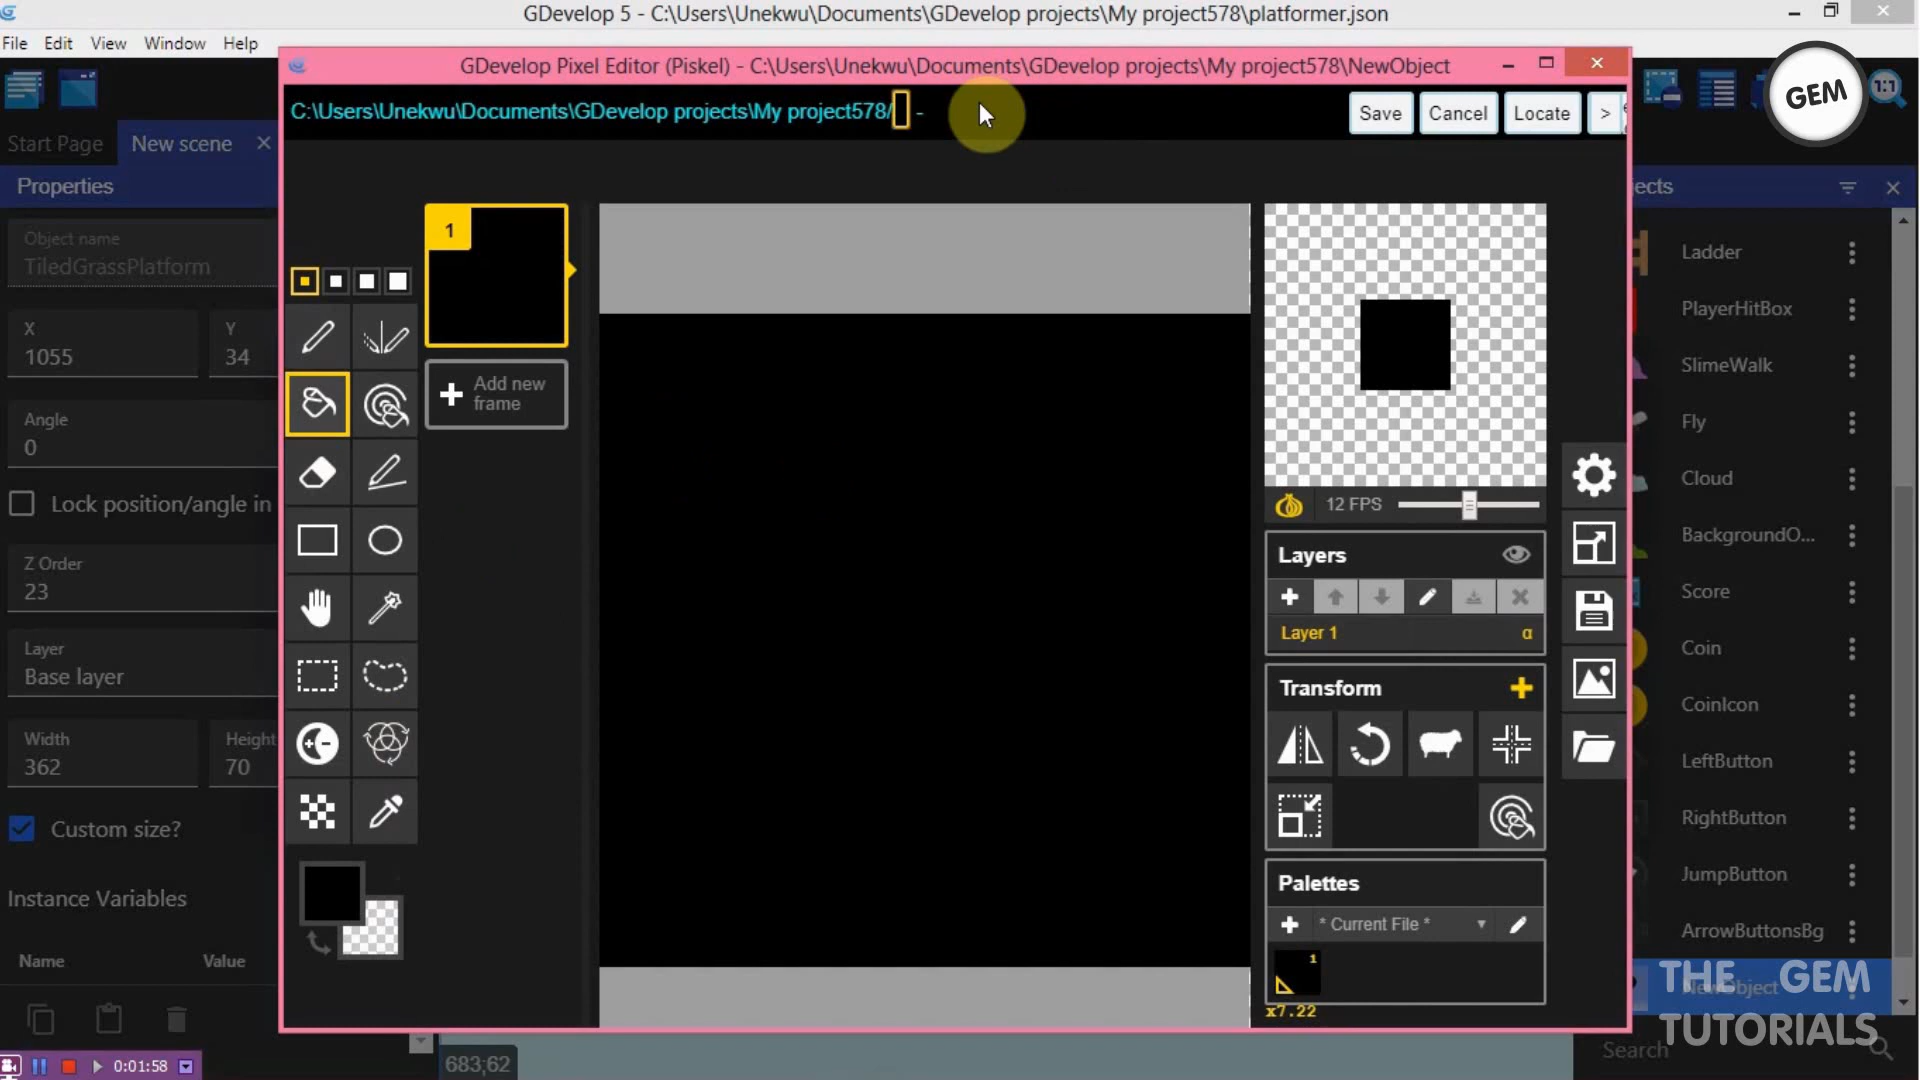 GDevelop 5 - C:\Users\Unekwu\Documents\GDevelop projects\My project578\platformer.json
File Edit View Window Help
GDevelop Pixel Editor (Piskel) - C:\Users\Unekwu\Documents\GDevelop projects\My project578\NewObject
C:\Users\Unekwu\Documents\GDevelop projects\My project578/ -
Save Cancel Locate >
GEM
1:1
Start Page New scene
Properties
ects
Object name
TiledGrassPlatform
X Y
1055 34
Angle
0
Lock position/angle in
Z Order
23
Layer
Base layer
Width Height
362 70
Custom size?
Instance Variables
Name Value
0:01:58
683;62
1
Add new
frame
12 FPS
Layers
Layer 1 α
Transform
Palettes
* Current File *
1
x7.22
Ladder
PlayerHitBox
SlimeWalk
Fly
Cloud
BackgroundO...
Score
Coin
CoinIcon
LeftButton
RightButton
JumpButton
ArrowButtonsBg
NewObject
Search
THE GEM
TUTORIALS